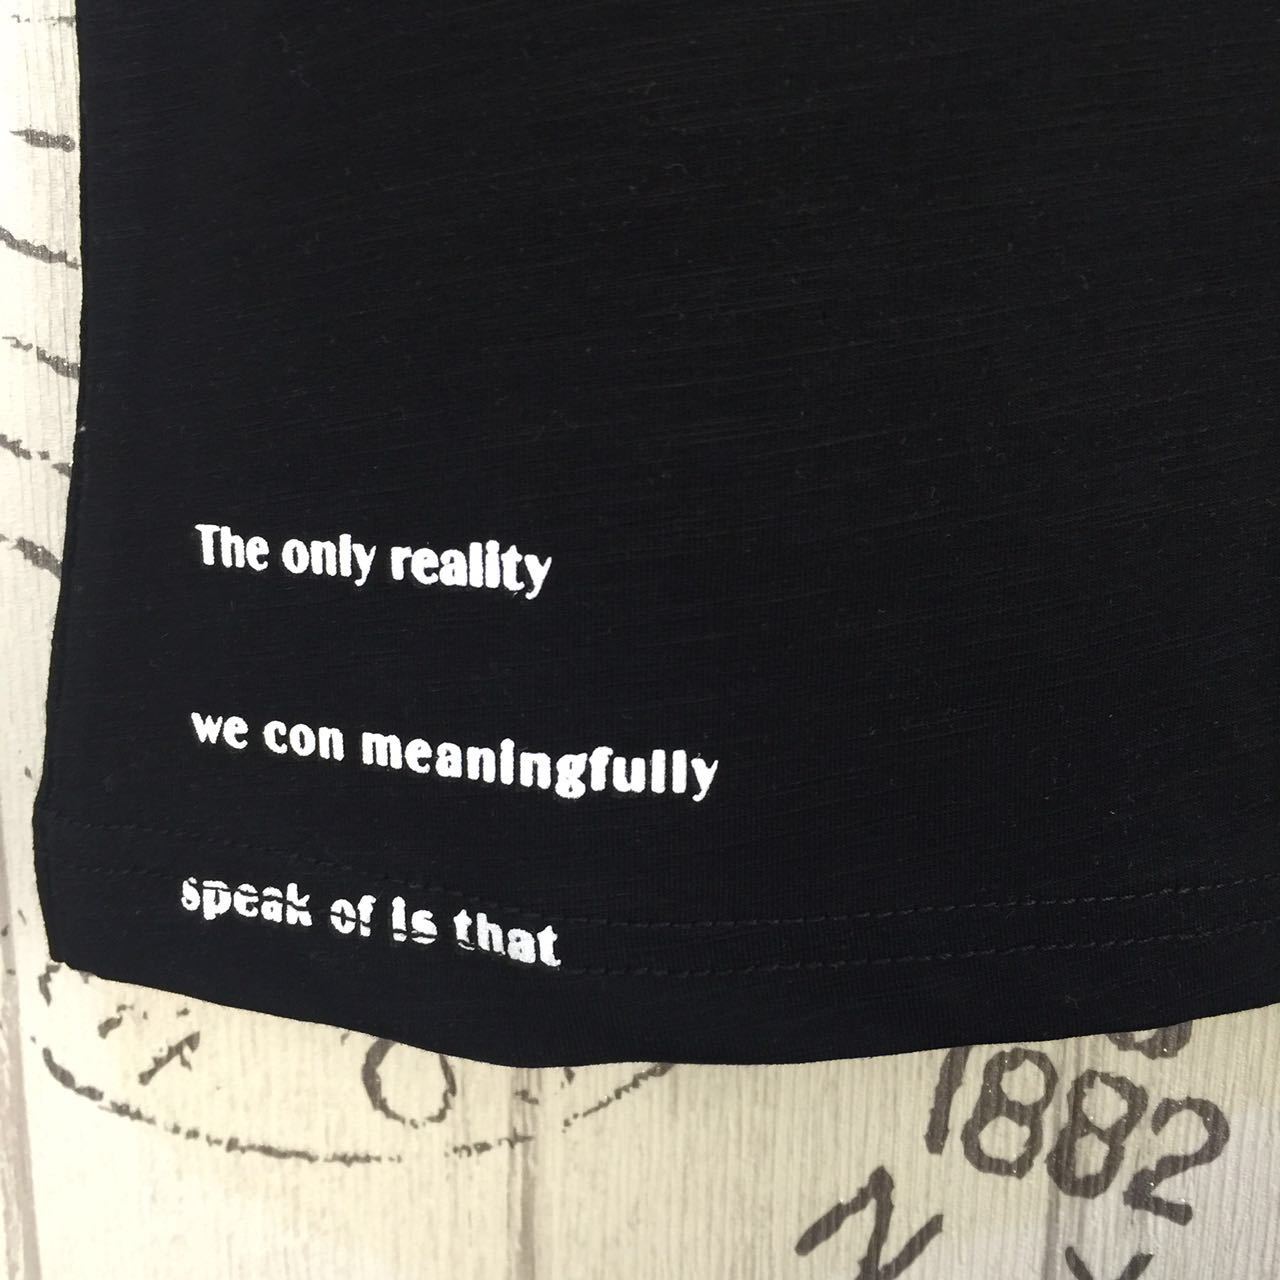 The only reality
we con meaningfully
speak of is that
1882